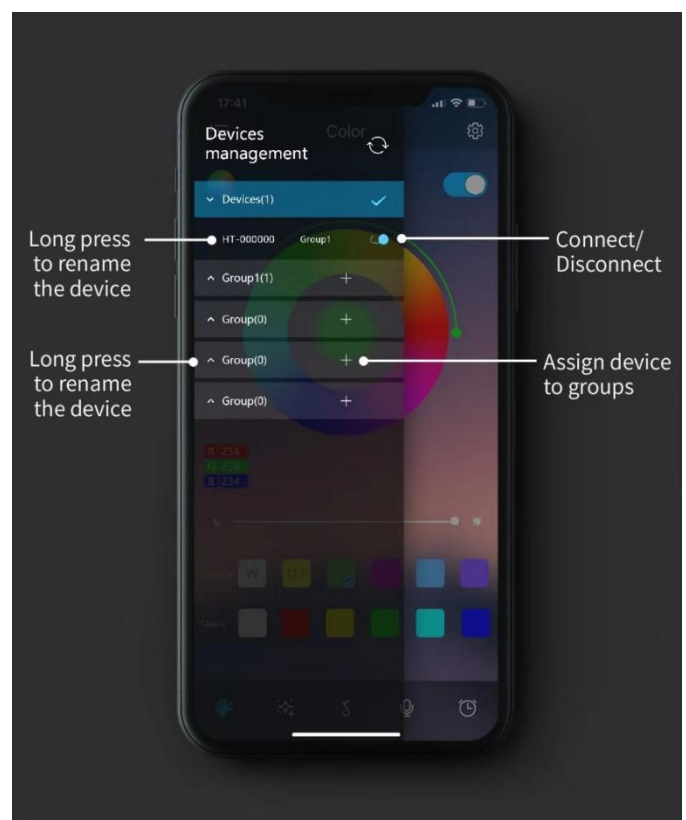 17:41
Color
Devices
management
Devices(1)
Long press
to rename
the device
HT-000000
Group1
Connect/
Disconnect
Group1(1)
Group(0)
Long press
to rename
the device
Group(0)
Assign device
to groups
Group(0)
R 234
G 234
B 234
W
Classic